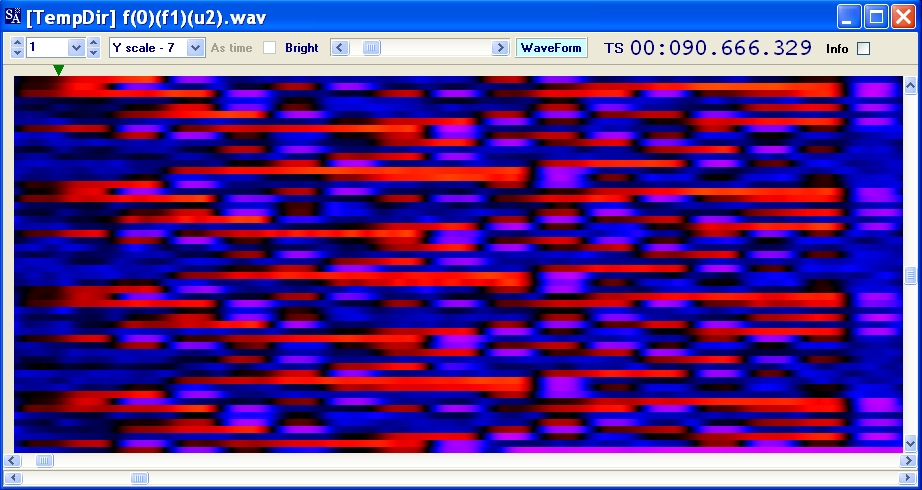 SA [TempDir] f(0)(f1)(u2).wav
1 Y scale - 7 As time Bright WaveForm TS 00:090.666.329 Info